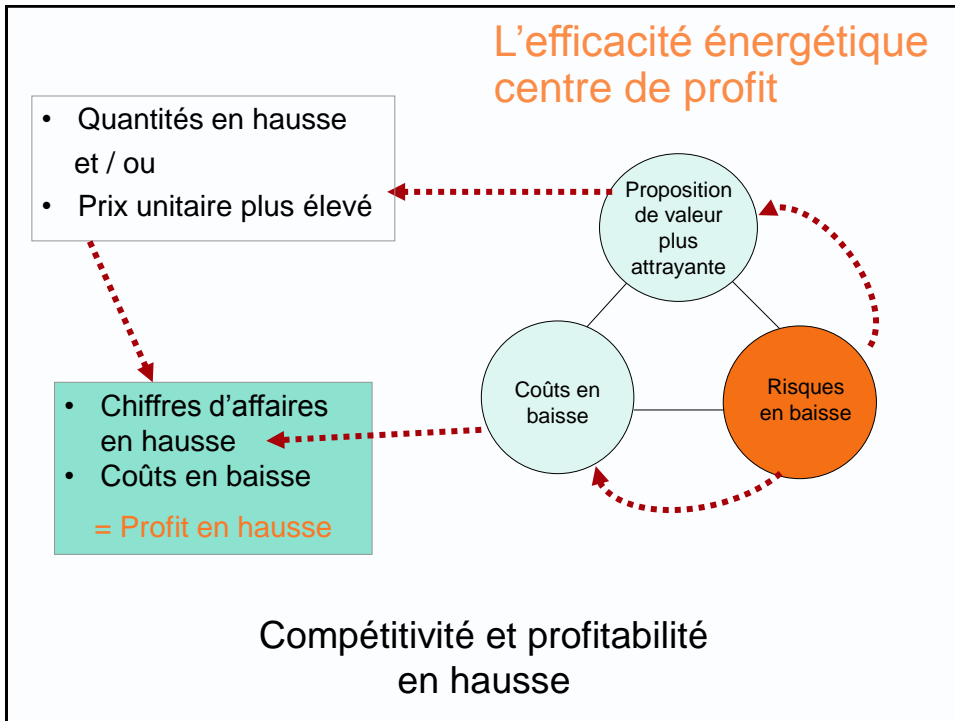 L’efficacité énergétique
centre de profit
• Quantités en hausse
et / ou
• Prix unitaire plus élevé
Proposition
de valeur
plus
attrayante
Coûts en
baisse
Risques
en baisse
• Chiffres d’affaires
en hausse
• Coûts en baisse
= Profit en hausse
Compétitivité et profitabilité
en hausse